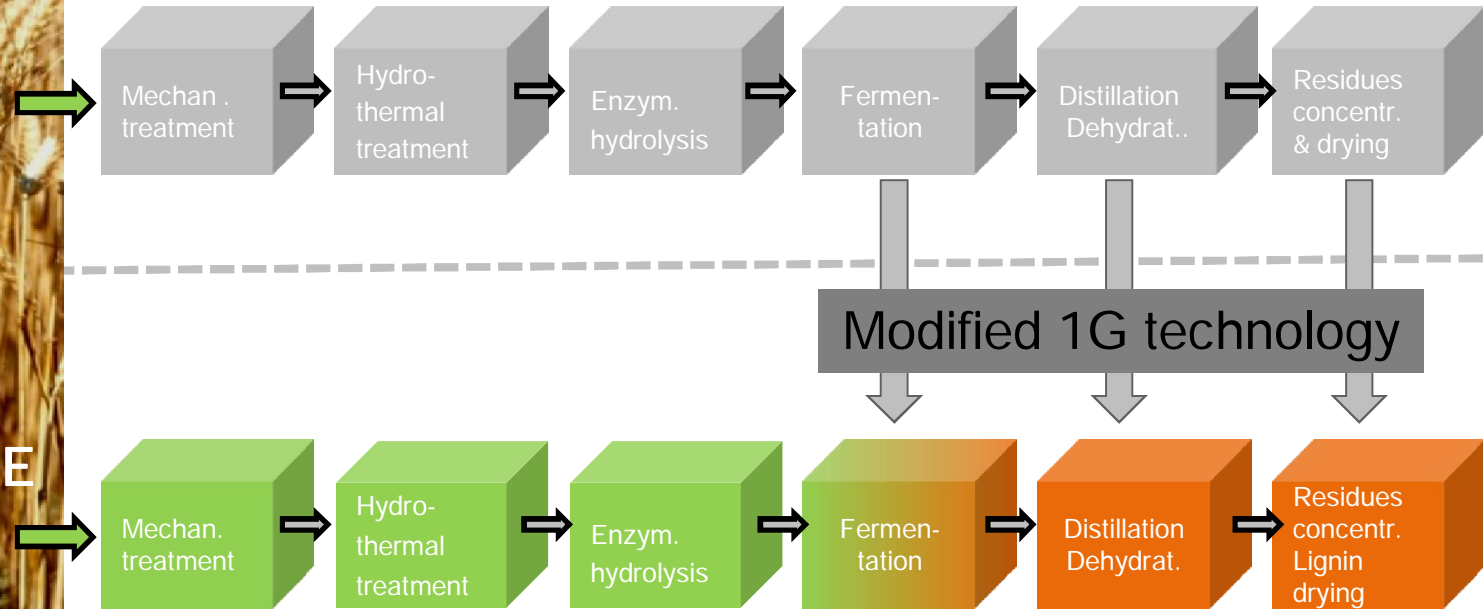 Mechan .
treatment
Hydro-
thermal
treatment
Enzym.
hydrolysis
Fermen-
tation
Distillation
Dehydrat..
Residues
concentr.
& drying
Modified 1G technology
E
Mechan.
treatment
Hydro-
thermal
treatment
Enzym.
hydrolysis
Fermen-
tation
Distillation
Dehydrat.
Residues
concentr.
Lignin
drying